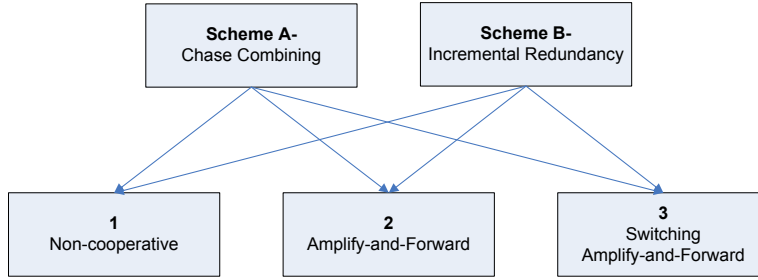 Scheme A-
Chase Combining
Scheme B-
Incremental Redundancy
1
Non-cooperative
2
Amplify-and-Forward
3
Switching
Amplify-and-Forward